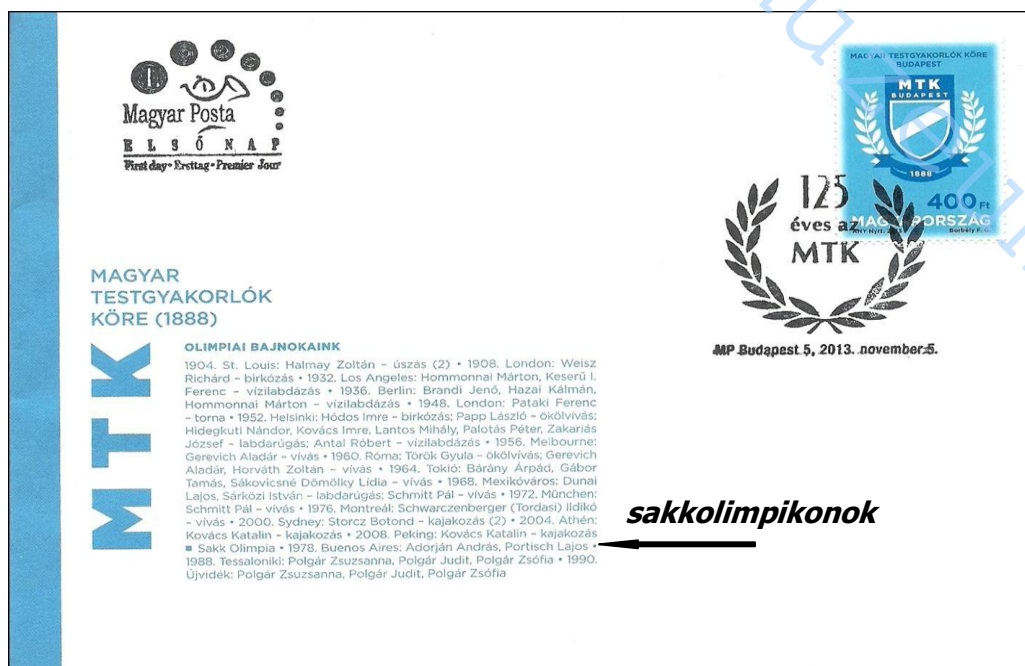 I.
Magyar Posta
ELSŐ NAP
First day • Ersttag • Premier Jour
MAGYAR TESTGYAKORLÓK KÖRE
BUDAPEST
MTK
BUDAPEST
1888
400 Ft
MAGYARORSZÁG
Borbély F. G.
125
éves az
MTK
MP Budapest 5, 2013. november 5.
MAGYAR
TESTGYAKORLÓK
KÖRE (1888)
MTK
OLIMPIAI BAJNOKAINK
1904. St. Louis: Halmay Zoltán – úszás (2) • 1908. London: Weisz
Richárd – birkózás • 1932. Los Angeles: Hommonnai Márton, Keserű I.
Ferenc – vízilabdázás • 1936. Berlin: Brandi Jenő, Hazai Kálmán,
Hommonnai Márton – vízilabdázás • 1948. London: Pataki Ferenc
– torna • 1952. Helsinki: Hódos Imre – birkózás; Papp László – ökölvívás;
Hidegkuti Nándor, Kovács Imre, Lantos Mihály, Palotás Péter, Zakariás
József – labdarúgás; Antal Róbert – vízilabdázás • 1956. Melbourne:
Gerevich Aladár – vívás • 1960. Róma: Török Gyula – ökölvívás; Gerevich
Aladár, Horváth Zoltán – vívás • 1964. Tokió: Bárány Árpád, Gábor
Tamás, Sákovicsné Dömölky Lídia – vívás • 1968. Mexikóváros: Dunai
Lajos, Sárközi István – labdarúgás; Schmitt Pál – vívás • 1972. München:
Schmitt Pál – vívás • 1976. Montreál: Schwarczenberger (Tordasi) Ildikó
– vívás • 2000. Sydney: Storcz Botond – kajakozás (2) • 2004. Athén:
Kovács Katalin – kajakozás • 2008. Peking: Kovács Katalin – kajakozás
■ Sakk Olimpia • 1978. Buenos Aires: Adorján András, Portisch Lajos •
1988. Tessaloniki: Polgár Zsuzsanna, Polgár Judit, Polgár Zsófia • 1990.
Újvidék: Polgár Zsuzsanna, Polgár Judit, Polgár Zsófia
sakkolimpikonok